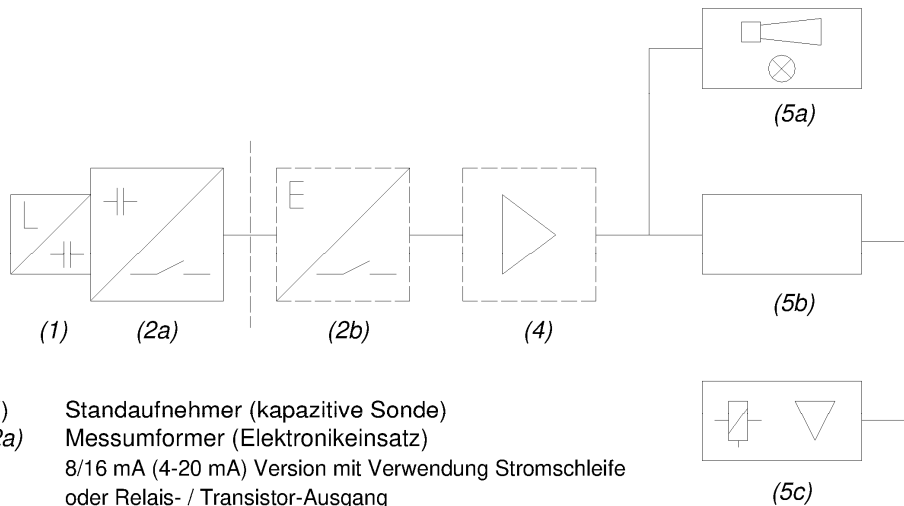 (5a)
L
E
(5b)
(1) (2a) (2b) (4)
) Standaufnehmer (kapazitive Sonde)
2a) Messumformer (Elektronikeinsatz)
8/16 mA (4-20 mA) Version mit Verwendung Stromschleife
oder Relais- / Transistor-Ausgang
(5c)